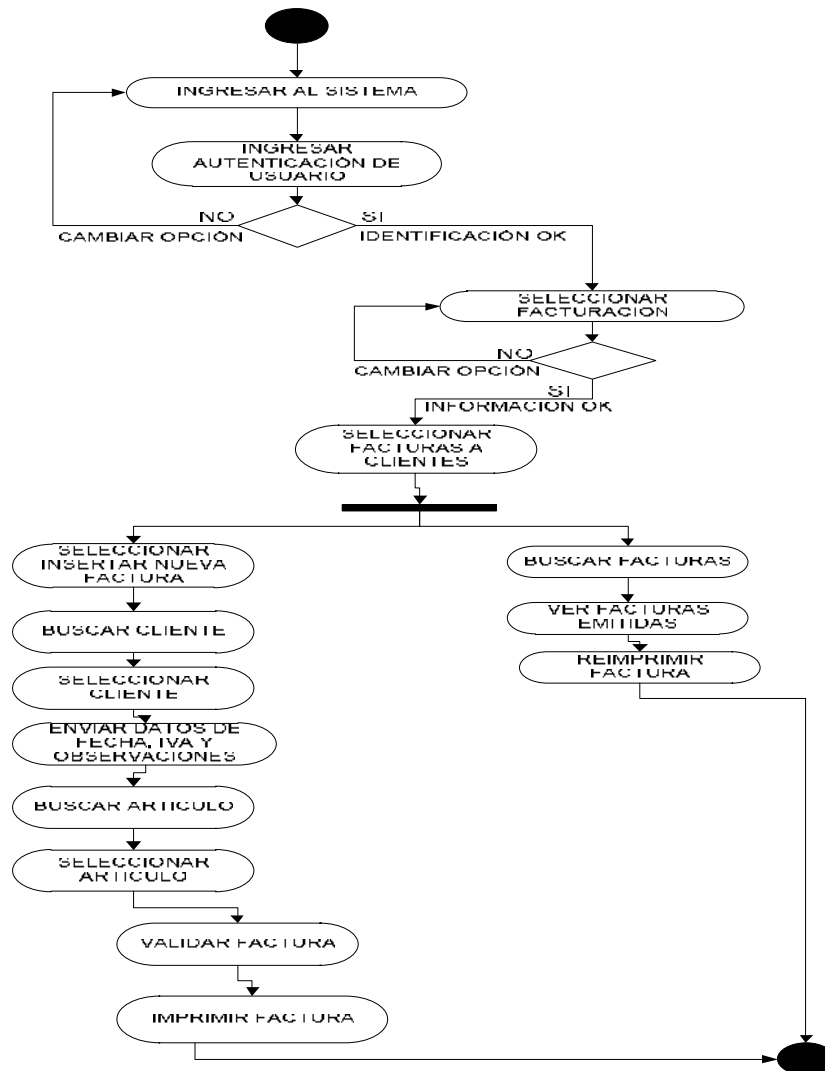 INGRESAR AL SISTEMA
INGRESAR
AUTENTICACIÓN DE
USUARIO
NO
SI
CAMBIAR OPCIÓN
IDENTIFICACIÓN OK
SELECCIONAR
FACTURACION
NO
CAMBIAR OPCIÓN
SI
INFORMACION OK
SELECCIONAR
FACTURAS A
CLIENTES
SELECCIONAR
INSERTAR NUEVA
FACTURA
BUSCAR CLIENTE
SELECCIONAR
CLIENTE
ENVIAR DATOS DE
FECHA, IVA Y
OBSERVACIONES
BUSCAR ARTICULO
SELECCIONAR
ARTICULO
VALIDAR FACTURA
IMPRIMIR FACTURA
BUSCAR FACTURAS
VER FACTURAS
EMITIDAS
REIMPRIMIR
FACTURA